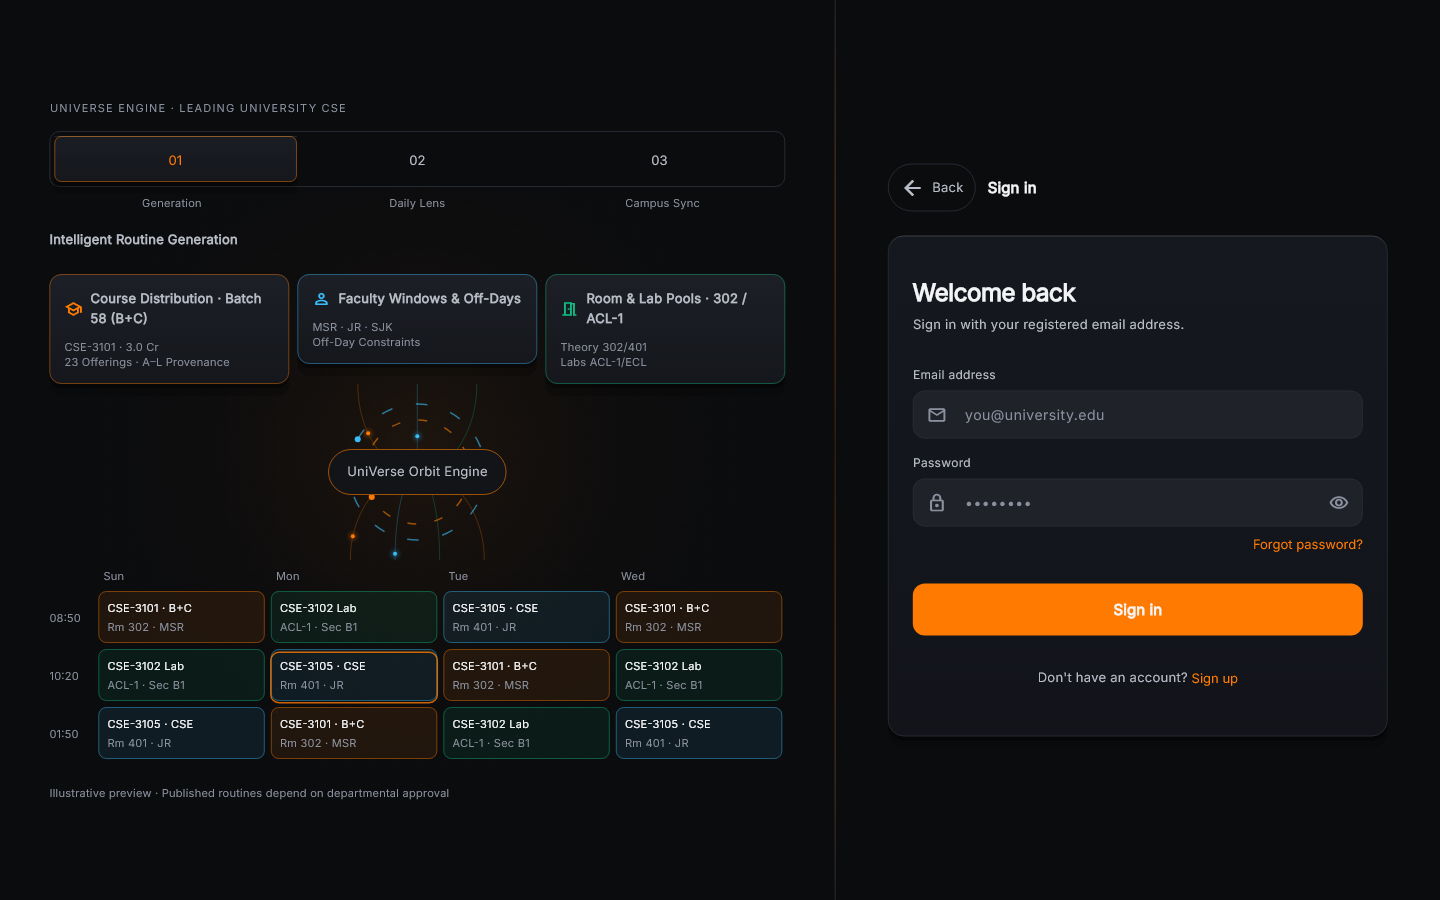 UNIVERSE ENGINE · LEADING UNIVERSITY CSE
01
02
03
Generation
Daily Lens
Campus Sync
Intelligent Routine Generation
Course Distribution · Batch
58 (B+C)
CSE-3101 · 3.0 Cr
23 Offerings · A–L Provenance
Faculty Windows & Off-Days
MSR · JR · SJK
Off-Day Constraints
Room & Lab Pools · 302 /
ACL-1
Theory 302/401
Labs ACL-1/ECL
UniVerse Orbit Engine
Sun Mon Tue Wed
08:50
CSE-3101 · B+C
Rm 302 · MSR
CSE-3102 Lab
ACL-1 · Sec B1
CSE-3105 · CSE
Rm 401 · JR
CSE-3101 · B+C
Rm 302 · MSR
10:20
CSE-3102 Lab
ACL-1 · Sec B1
CSE-3105 · CSE
Rm 401 · JR
CSE-3101 · B+C
Rm 302 · MSR
CSE-3102 Lab
ACL-1 · Sec B1
01:50
CSE-3105 · CSE
Rm 401 · JR
CSE-3101 · B+C
Rm 302 · MSR
CSE-3102 Lab
ACL-1 · Sec B1
CSE-3105 · CSE
Rm 401 · JR
Illustrative preview · Published routines depend on departmental approval
Back
Sign in
Welcome back
Sign in with your registered email address.
Email address
you@university.edu
Password
••••••••
Forgot password?
Sign in
Don't have an account? Sign up